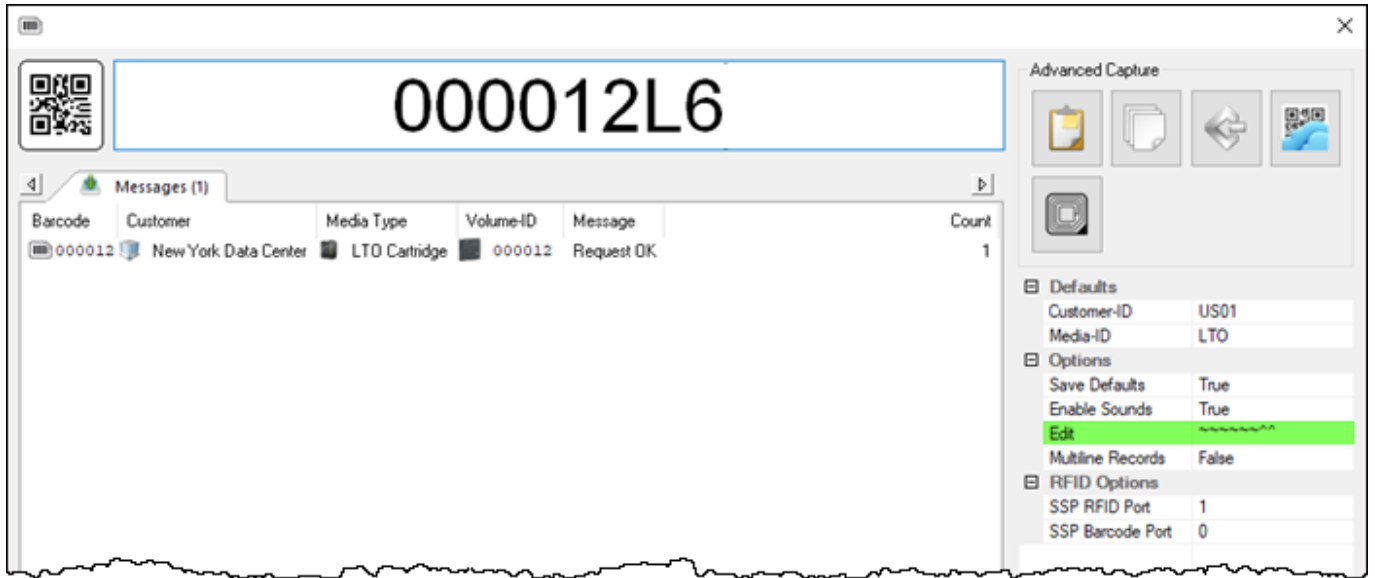 000012L6
Messages (1)
Barcode Customer Media Type Volume-ID Message Count
000012 New York Data Center LTO Cartridge 000012 Request OK 1
Advanced Capture
Defaults
Customer-ID US01
Media-ID LTO
Options
Save Defaults True
Enable Sounds True
Edit ~~~~~~^^
Multiline Records False
RFID Options
SSP RFID Port 1
SSP Barcode Port 0